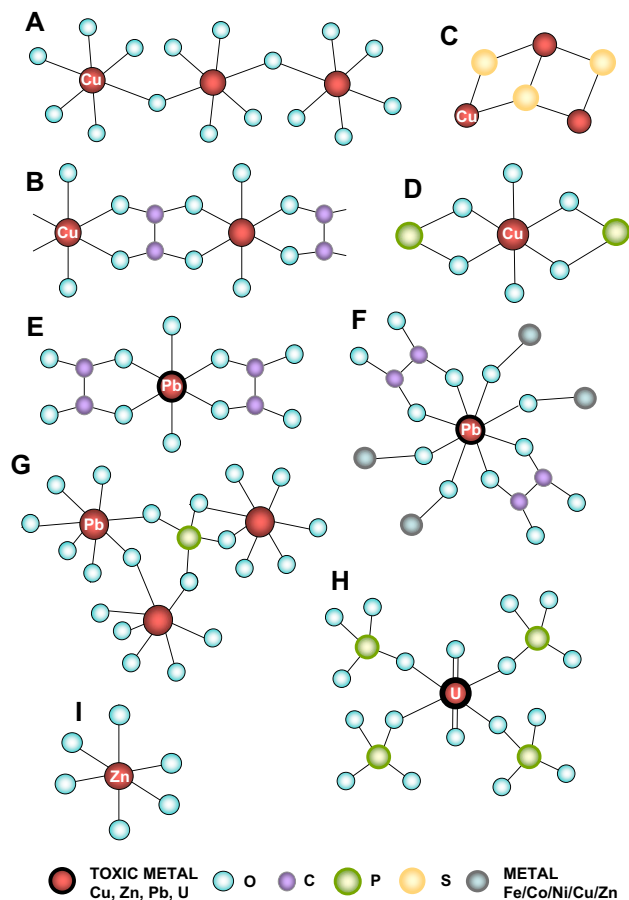 A
Cu
C
Cu
B
Cu
D
Cu
E
Pb
F
Pb
G
Pb
H
U
I
Zn
TOXIC METAL
Cu, Zn, Pb, U
O
C
P
S
METAL
Fe/Co/Ni/Cu/Zn